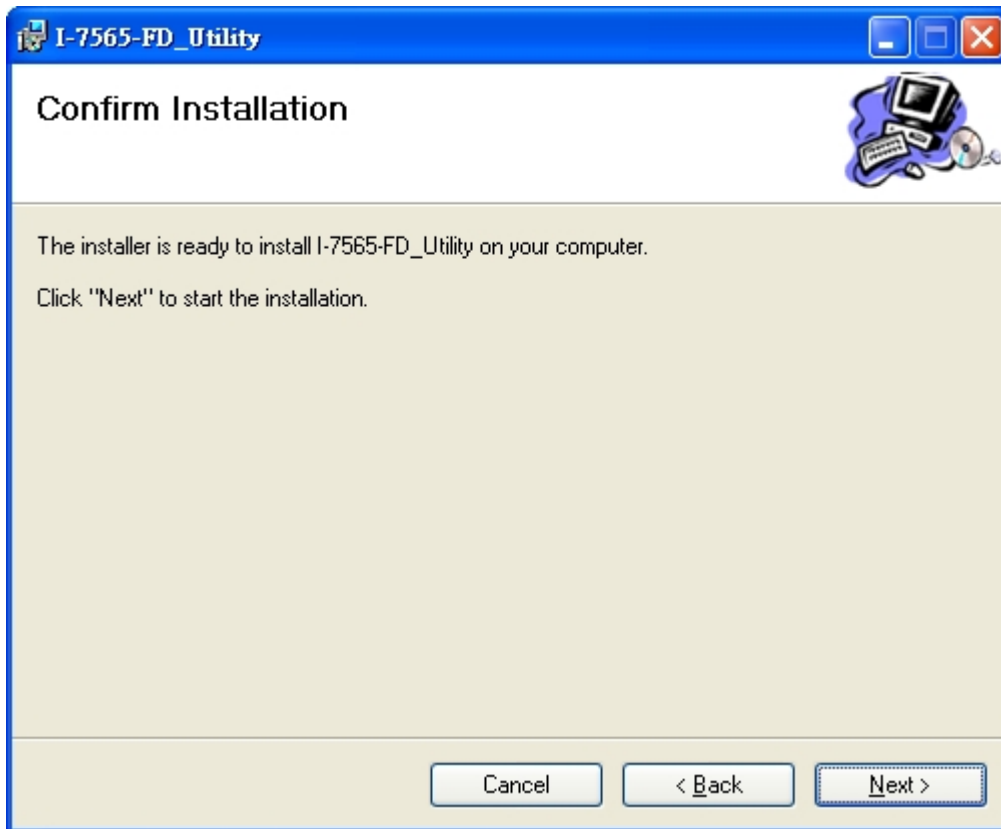 I-7565-FD_Utility
Confirm Installation
The installer is ready to install I-7565-FD_Utility on your computer.
Click "Next" to start the installation.
Cancel < Back Next >